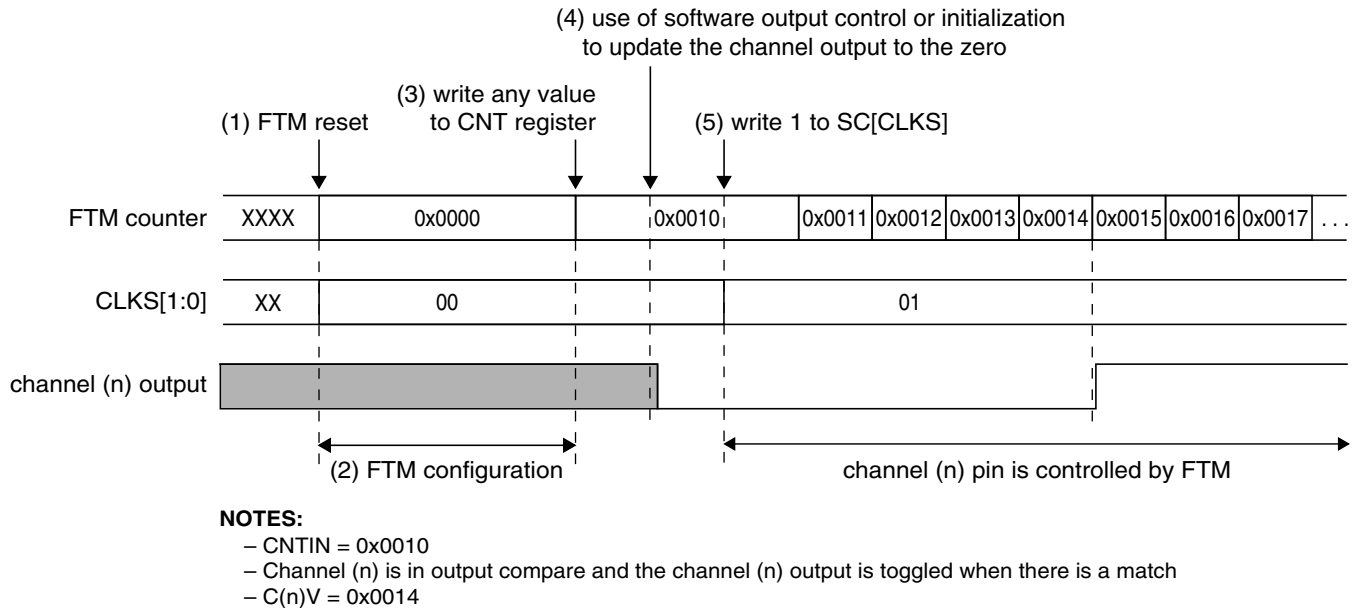 (4) use of software output control or initialization
to update the channel output to the zero
(3) write any value
to CNT register
(1) FTM reset
(5) write 1 to SC[CLKS]
FTM counter XXXX 0x0000 0x0010 0x0011 0x0012 0x0013 0x0014 0x0015 0x0016 0x0017 . . .
CLKS[1:0] XX 00 01
channel (n) output
(2) FTM configuration
channel (n) pin is controlled by FTM
NOTES:
– CNTIN = 0x0010
– Channel (n) is in output compare and the channel (n) output is toggled when there is a match
– C(n)V = 0x0014